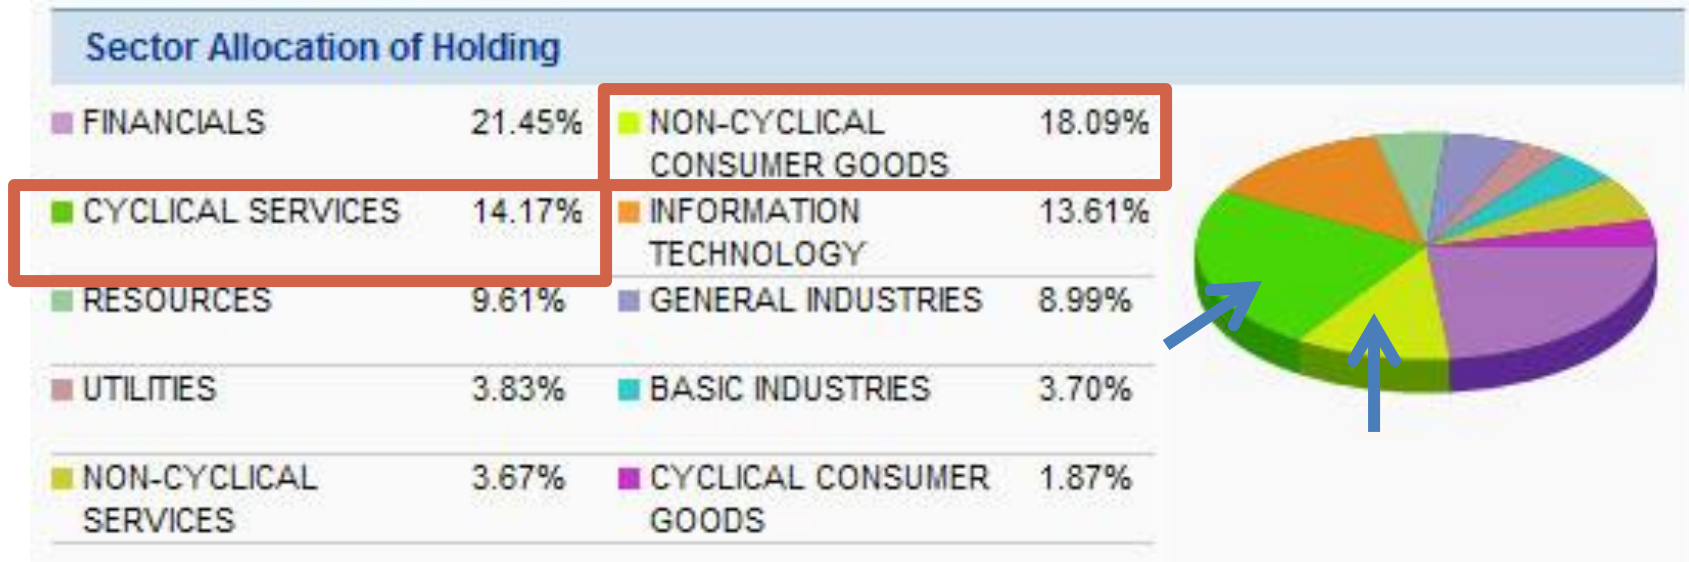 Sector Allocation of Holding
FINANCIALS 21.45% NON-CYCLICAL 18.09%
CONSUMER GOODS
CYCLICAL SERVICES 14.17% INFORMATION 13.61%
TECHNOLOGY
RESOURCES 9.61% GENERAL INDUSTRIES 8.99%
UTILITIES 3.83% BASIC INDUSTRIES 3.70%
NON-CYCLICAL 3.67% CYCLICAL CONSUMER 1.87%
SERVICES GOODS